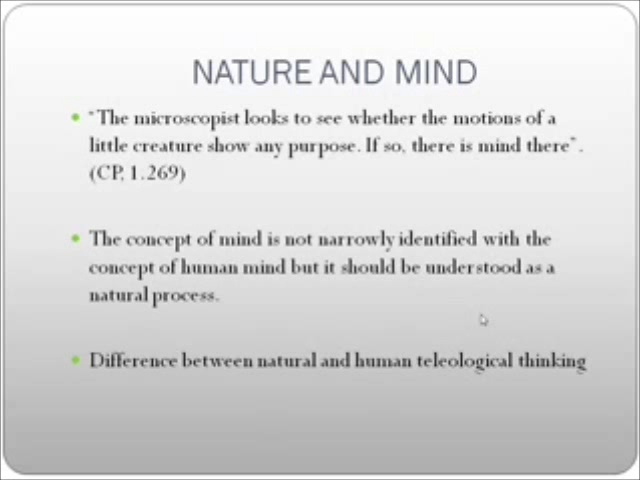 NATURE AND MIND
"The microscopist looks to see whether the motions of a
little creature show any purpose. If so, there is mind there".
(CP, 1.269)
The concept of mind is not narrowly identified with the
concept of human mind but it should be understood as a
natural process.
Difference between natural and human teleological thinking